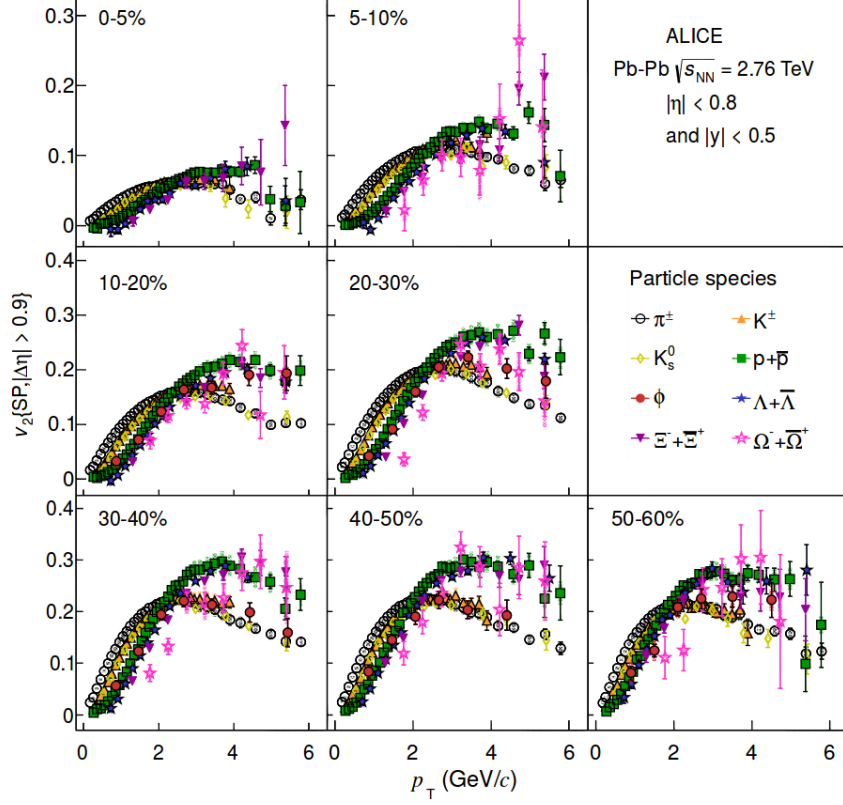 0-5%
5-10%
ALICE
Pb-Pb √sNN = 2.76 TeV
|η| < 0.8
and |y| < 0.5
0.3
0.2
0.1
0
10-20%
20-30%
Particle species
π±
K±
K0s
p+p̅
ϕ
Λ+Λ̅
Ξ-+Ξ̅+
Ω-+Ω̅+
0.4
0.3
0.2
0.1
0
v2{SP,|Δη| > 0.9}
30-40%
40-50%
50-60%
0.4
0.3
0.2
0.1
0
0 2 4 6
0 2 4 6
0 2 4 6
pT (GeV/c)